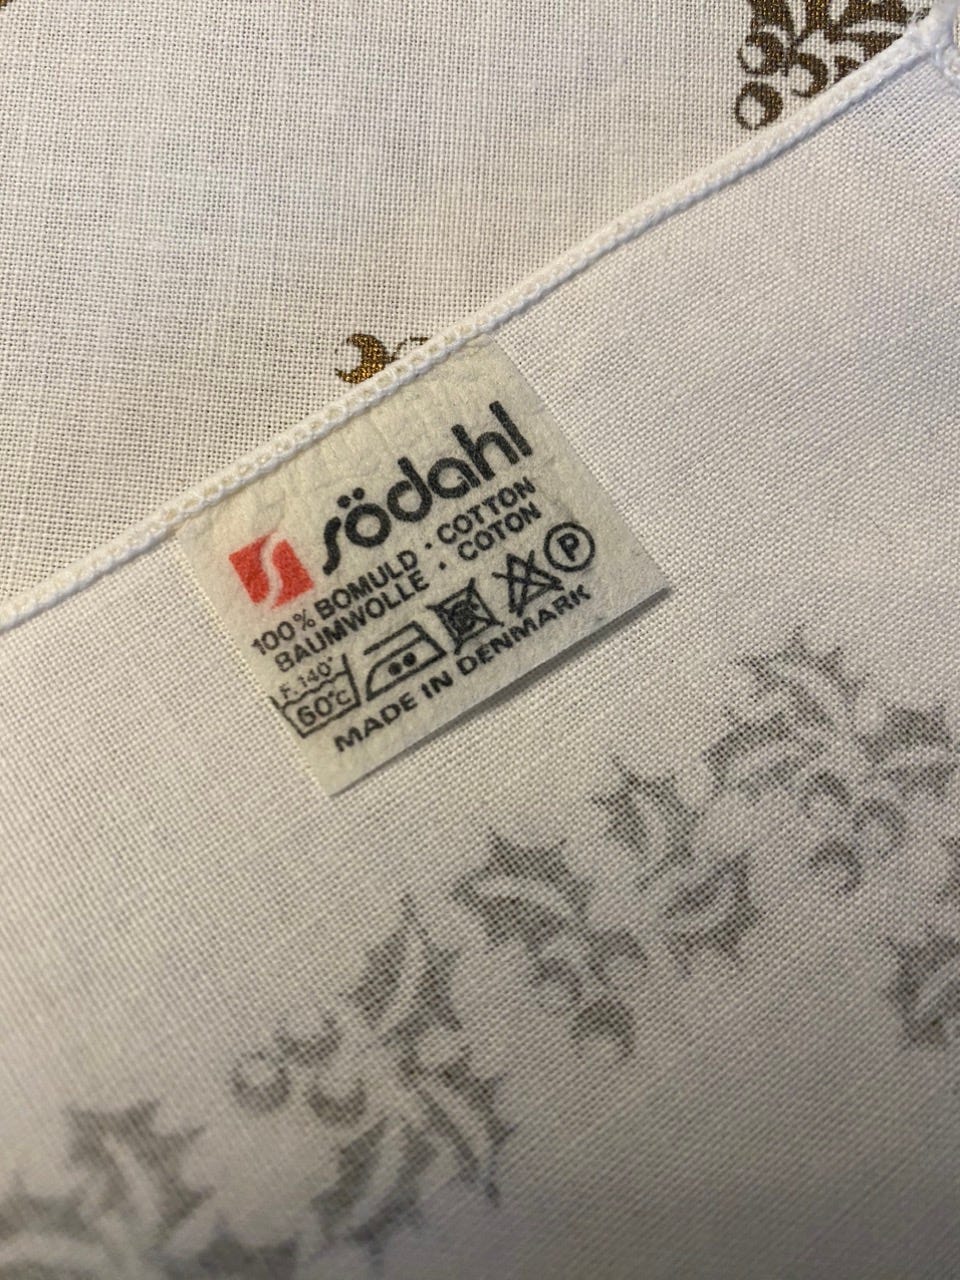 södahl
100% BOMULD · COTTON
BAUMWOLLE · COTON
F. 140°
60°C
P
MADE IN DENMARK